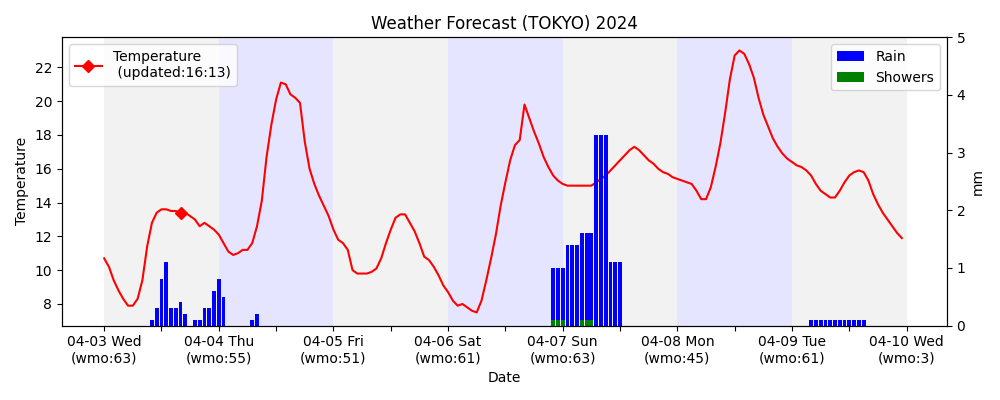 Weather Forecast (TOKYO) 2024
Temperature
(updated:16:13)
Rain
Showers
Temperature
22
20
18
16
14
12
10
8
5
4
3
2
1
0
mm
04-03 Wed
(wmo:63)
04-04 Thu
(wmo:55)
04-05 Fri
(wmo:51)
04-06 Sat
(wmo:61)
04-07 Sun
(wmo:63)
04-08 Mon
(wmo:45)
04-09 Tue
(wmo:61)
04-10 Wed
(wmo:3)
Date